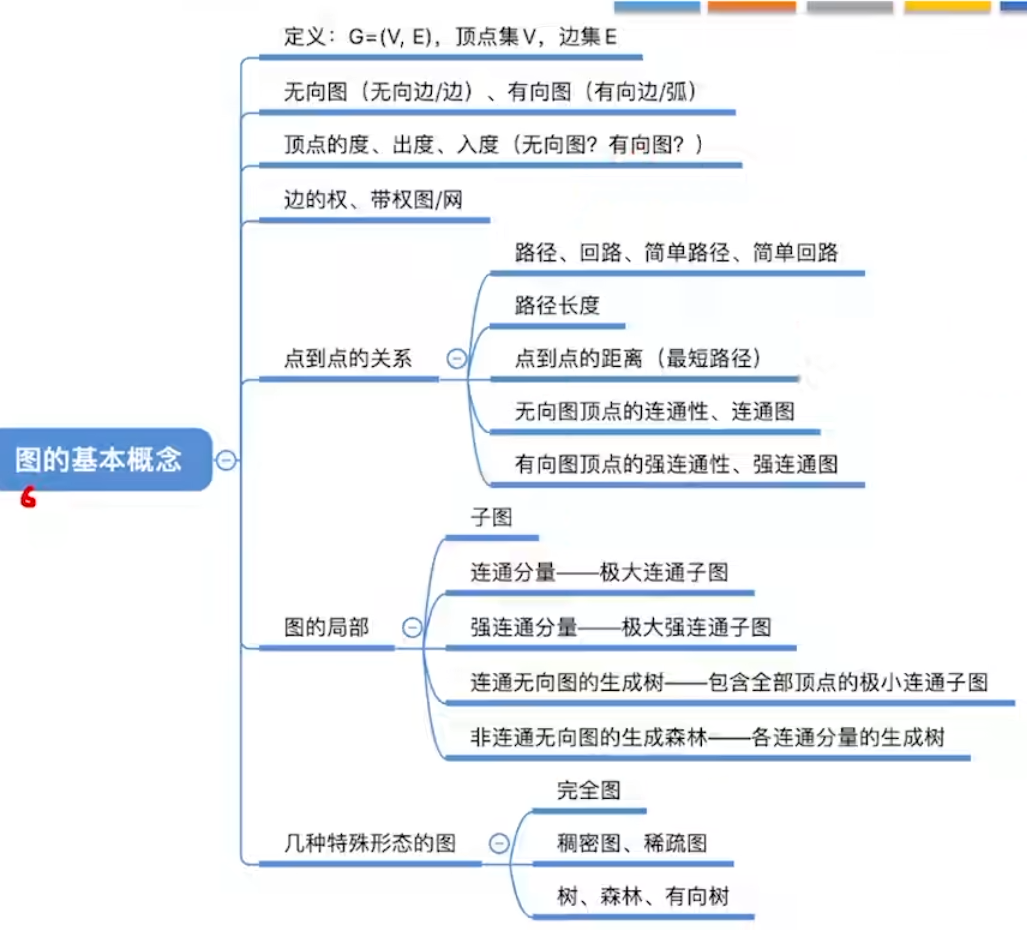 定义：G=(V, E)，顶点集 V，边集 E
无向图（无向边/边）、有向图（有向边/弧）
顶点的度、出度、入度（无向图？有向图？）
边的权、带权图/网
路径、回路、简单路径、简单回路
路径长度
点到点的关系
点到点的距离（最短路径）
无向图顶点的连通性、连通图
有向图顶点的强连通性、强连通图
图的基本概念
6
子图
连通分量——极大连通子图
图的局部
强连通分量——极大强连通子图
连通无向图的生成树——包含全部顶点的极小连通子图
非连通无向图的生成森林——各连通分量的生成树
完全图
几种特殊形态的图
稠密图、稀疏图
树、森林、有向树